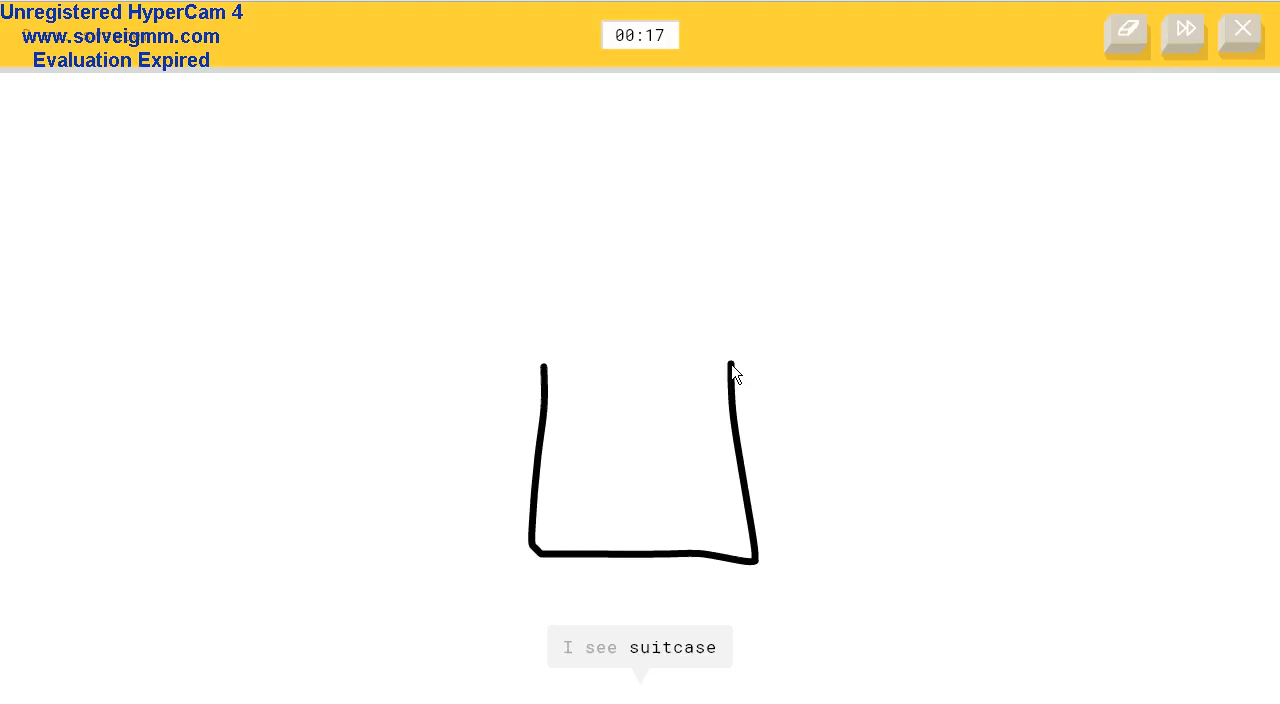 Unregistered HyperCam 4
www.solveigmm.com
Evaluation Expired
00:17
I see suitcase